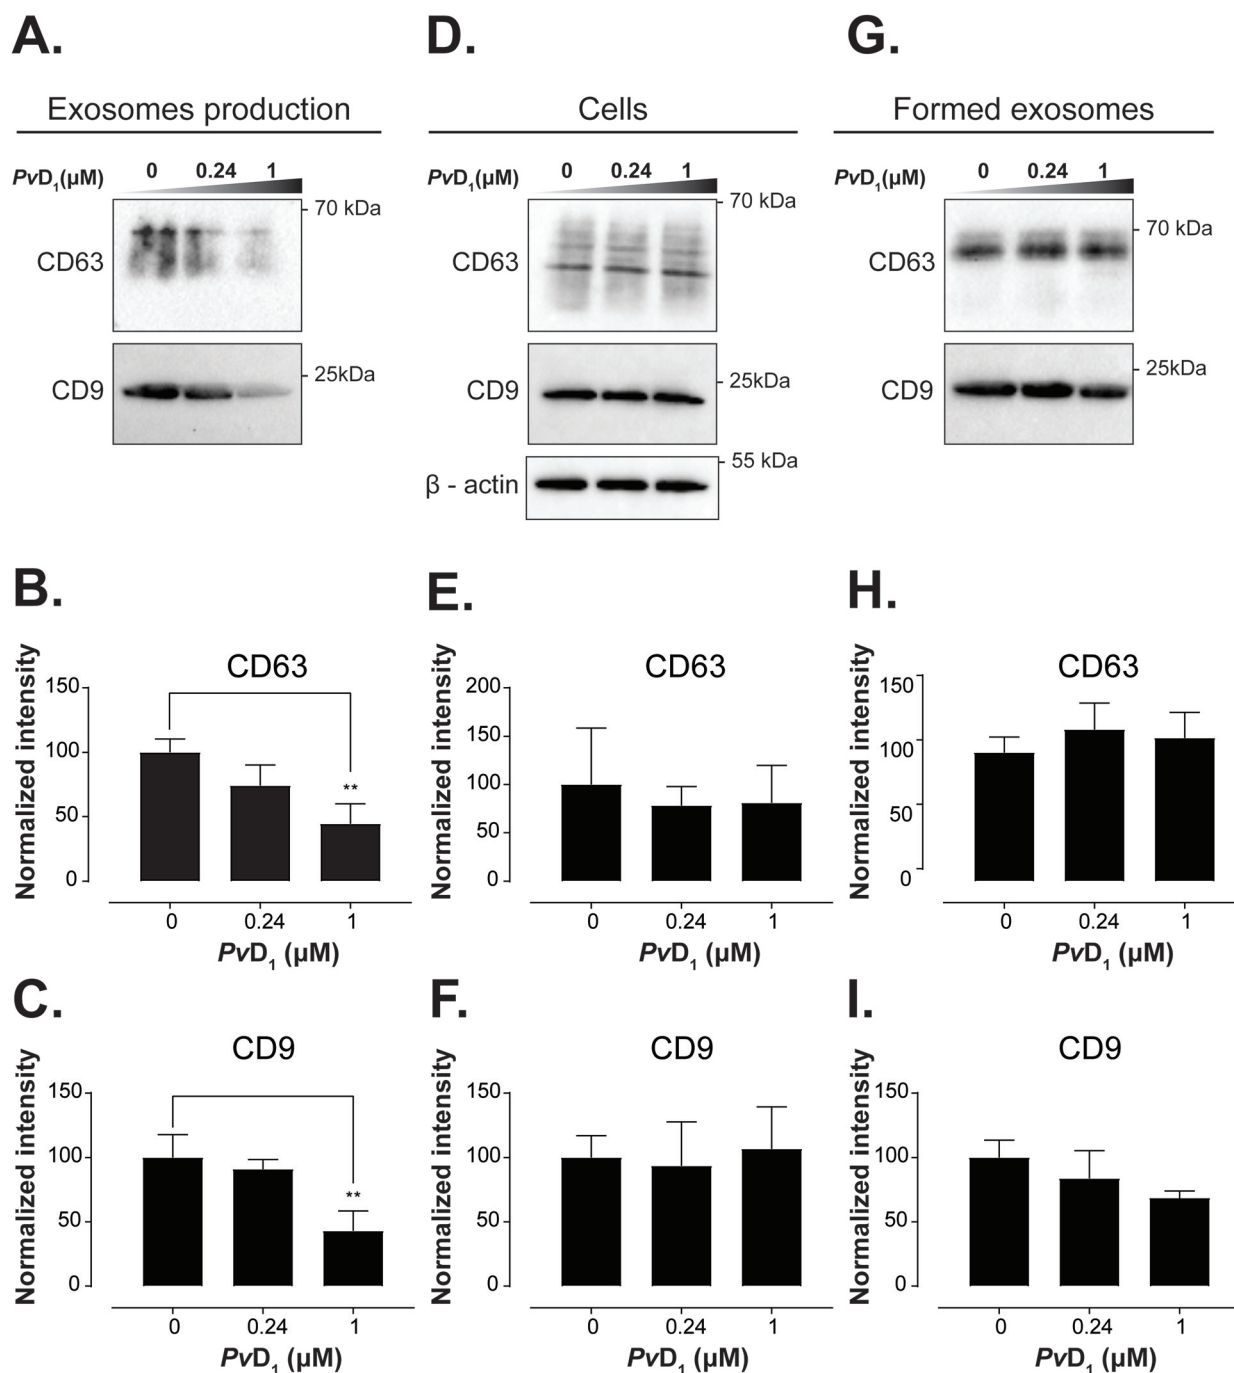 A.
Exosomes production
PvD₁(µM) 0 0.24 1
70 kDa
CD63
25kDa
CD9
D.
Cells
PvD₁(µM) 0 0.24 1
70 kDa
CD63
25kDa
CD9
55 kDa
β - actin
G.
Formed exosomes
PvD₁(µM) 0 0.24 1
70 kDa
CD63
25kDa
CD9
B.
CD63
Normalized intensity
150
100
50
0
**
0 0.24 1
PvD₁ (µM)
E.
CD63
Normalized intensity
200
150
100
50
0
0 0.24 1
PvD₁ (µM)
H.
CD63
Normalized intensity
150
100
50
0
0 0.24 1
PvD₁ (µM)
C.
CD9
Normalized intensity
150
100
50
0
**
0 0.24 1
PvD₁ (µM)
F.
CD9
Normalized intensity
150
100
50
0
0 0.24 1
PvD₁ (µM)
I.
CD9
Normalized intensity
150
100
50
0
0 0.24 1
PvD₁ (µM)